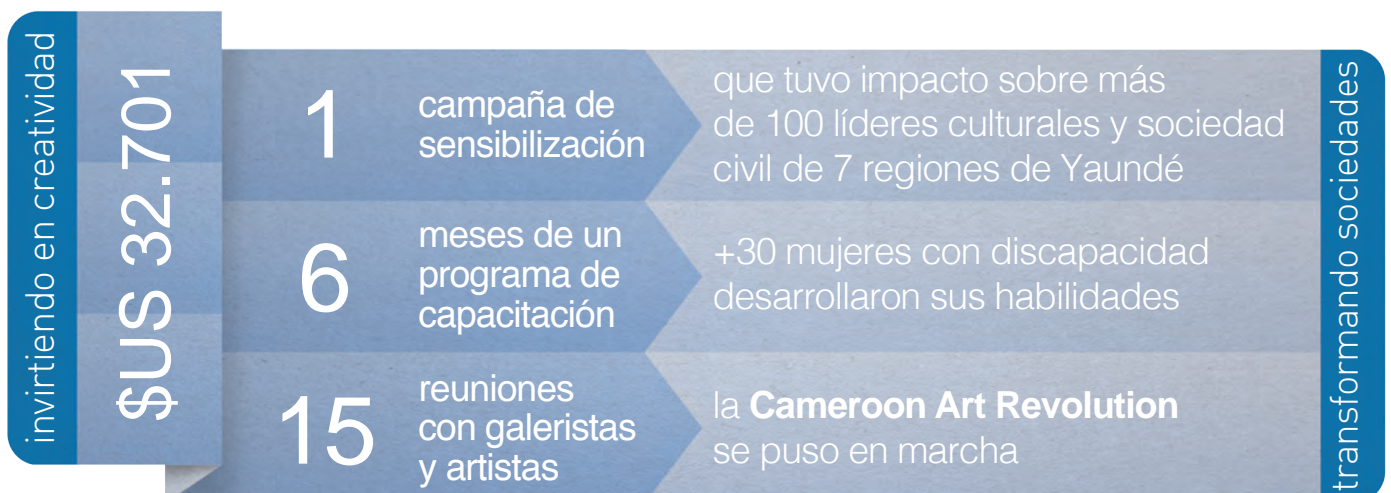 invirtiendo en creatividad
$US 32.701
1
campaña de
sensibilización
que tuvo impacto sobre más
de 100 líderes culturales y sociedad
civil de 7 regiones de Yaundé
6
meses de un
programa de
capacitación
+30 mujeres con discapacidad
desarrollaron sus habilidades
15
reuniones
con galeristas
y artistas
la Cameroon Art Revolution
se puso en marcha
transformando sociedades